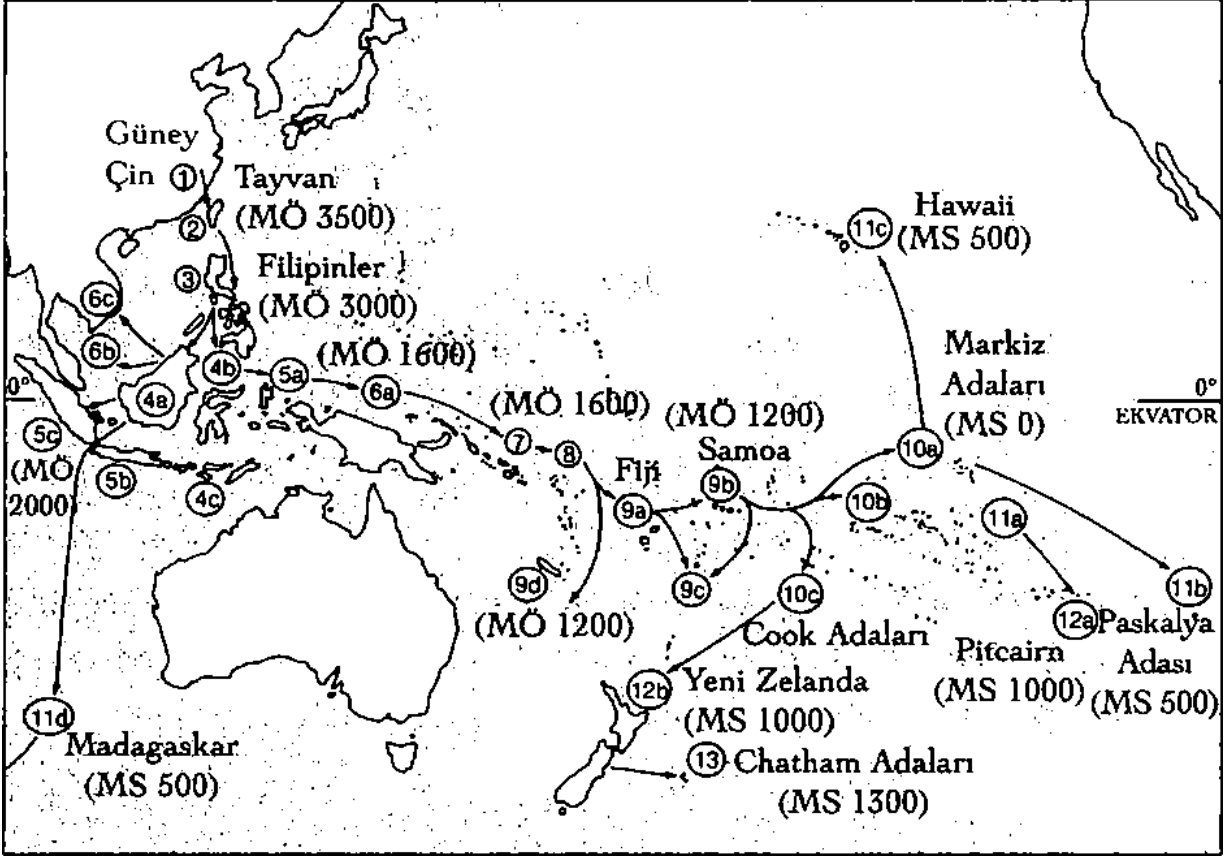 Güney
Çin ① Tayvan
(MÖ 3500)
②
③ Filipinler
(MÖ 3000)
6c
6b
4b
5a
(MÖ 1600)
6a
4a
0°
5c
(MÖ
2000)
5b
4c
(MÖ 1600)
7
8
(MÖ 1200)
Samoa
Fiji
9a
9b
9c
9d
(MÖ 1200)
Hawaii
11c (MS 500)
Markiz
Adaları
(MS 0)
0°
EKVATOR
10a
10b
11a
10c
Cook Adaları
11b
12a Paskalya
Adası
(MS 500)
Pitcairn
(MS 1000)
12b Yeni Zelanda
(MS 1000)
13 Chatham Adaları
(MS 1300)
11d
Madagaskar
(MS 500)